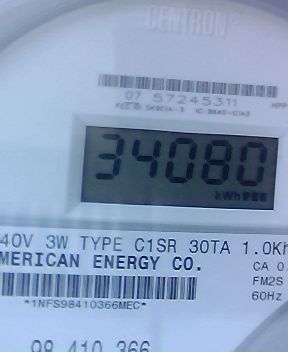 CENTRON®
07 57245311
34080
kWh
40V 3W TYPE C1SR 30TA 1.0Kh
MERICAN ENERGY CO.
CA 0.
FM2S
60Hz
*1NFS98410366MEC*
98 410 366